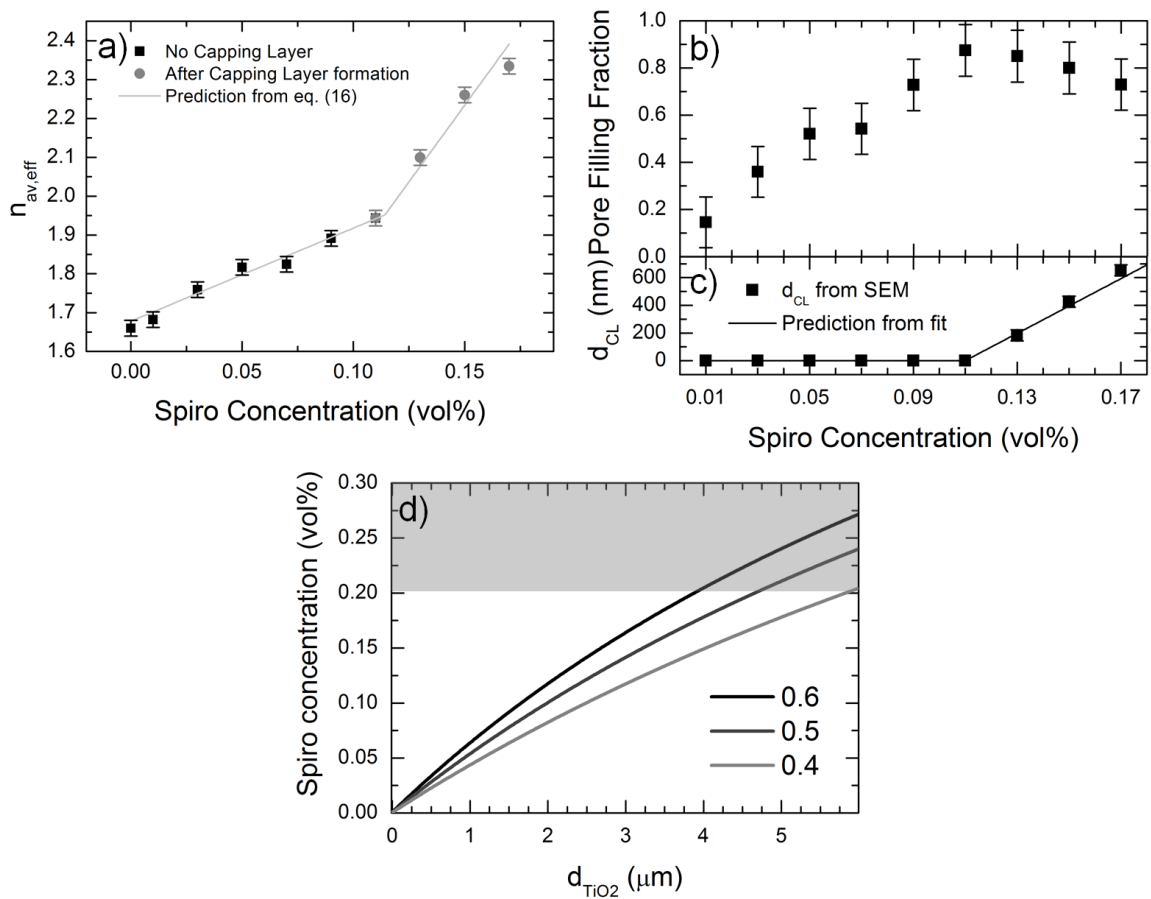 a)
No Capping Layer
After Capping Layer formation
Prediction from eq. (16)
2.4
2.3
2.2
2.1
2.0
1.9
1.8
1.7
1.6
n_av,eff
0.00
0.05
0.10
0.15
Spiro Concentration (vol%)
b)
1.0
0.8
0.6
0.4
0.2
0.0
Pore Filling Fraction
c)
d_CL from SEM
Prediction from fit
600
400
200
0
d_CL (nm)
0.01
0.05
0.09
0.13
0.17
Spiro Concentration (vol%)
d)
0.30
0.25
0.20
0.15
0.10
0.05
0.00
Spiro concentration (vol%)
0.6
0.5
0.4
0
1
2
3
4
5
d_TiO2 (μm)